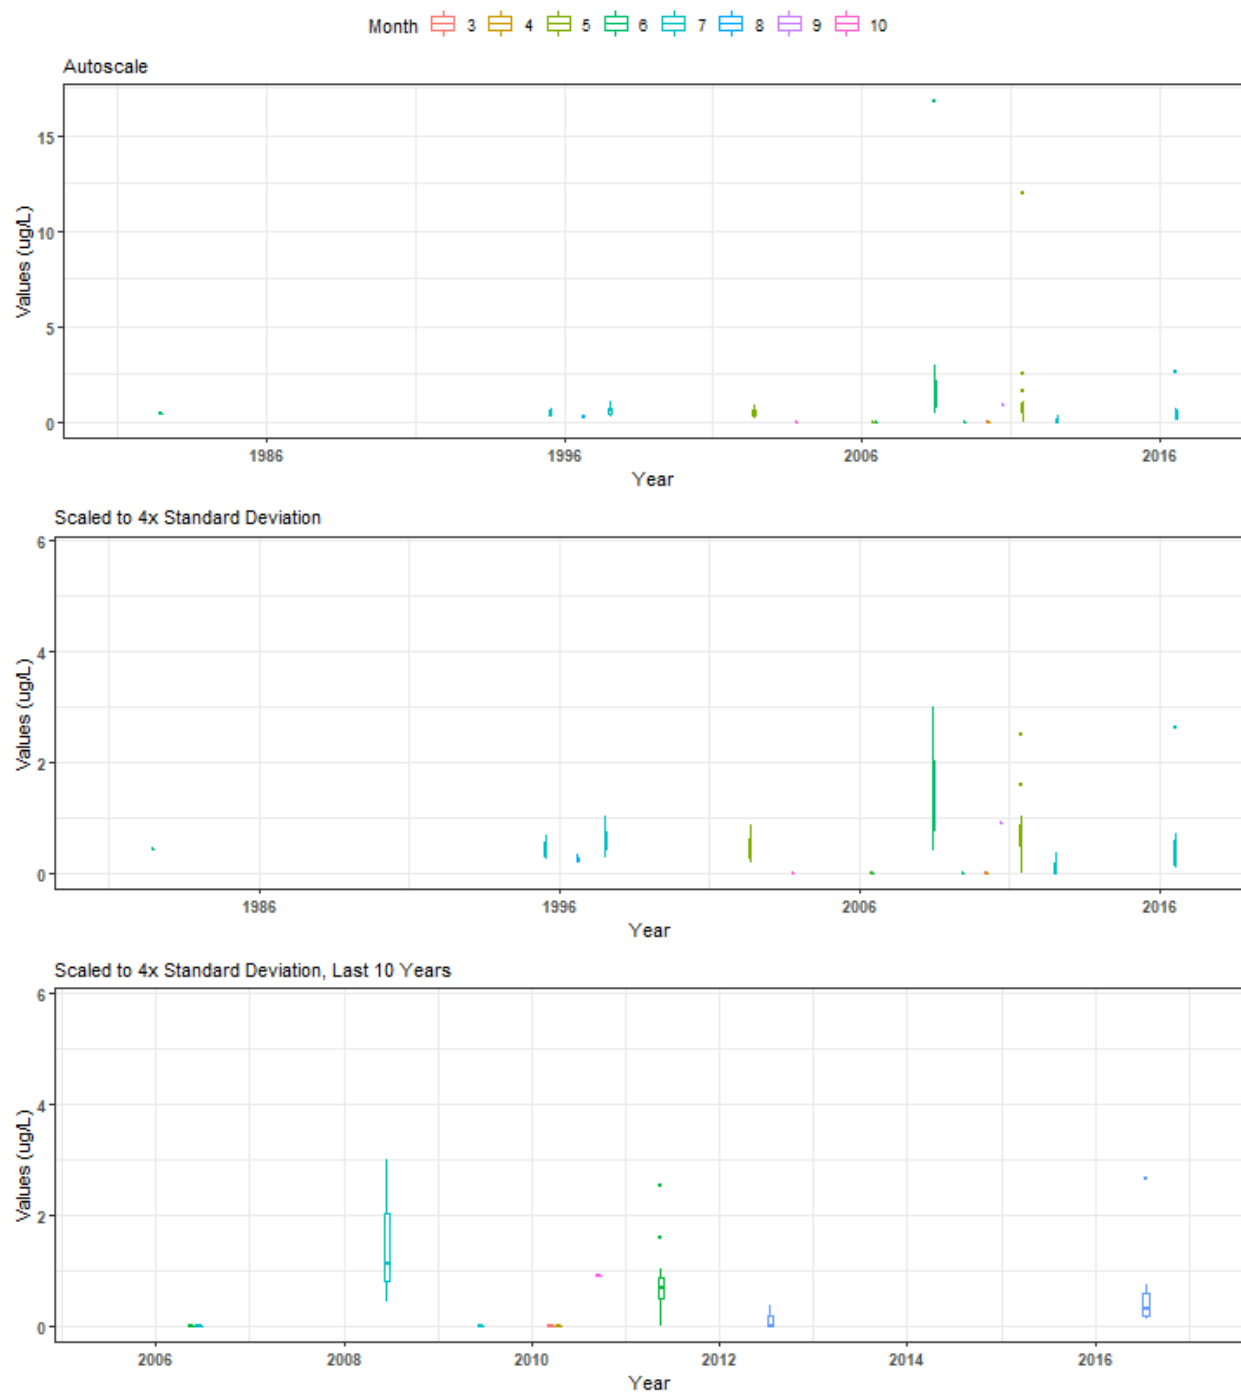 Month 3 4 5 6 7 8 9 10
Autoscale
15
10
5
0
Values (ug/L)
1986 1996 2006 2016
Year
Scaled to 4x Standard Deviation
6
4
2
0
Values (ug/L)
1986 1996 2006 2016
Year
Scaled to 4x Standard Deviation, Last 10 Years
6
4
2
0
Values (ug/L)
2006 2008 2010 2012 2014 2016
Year